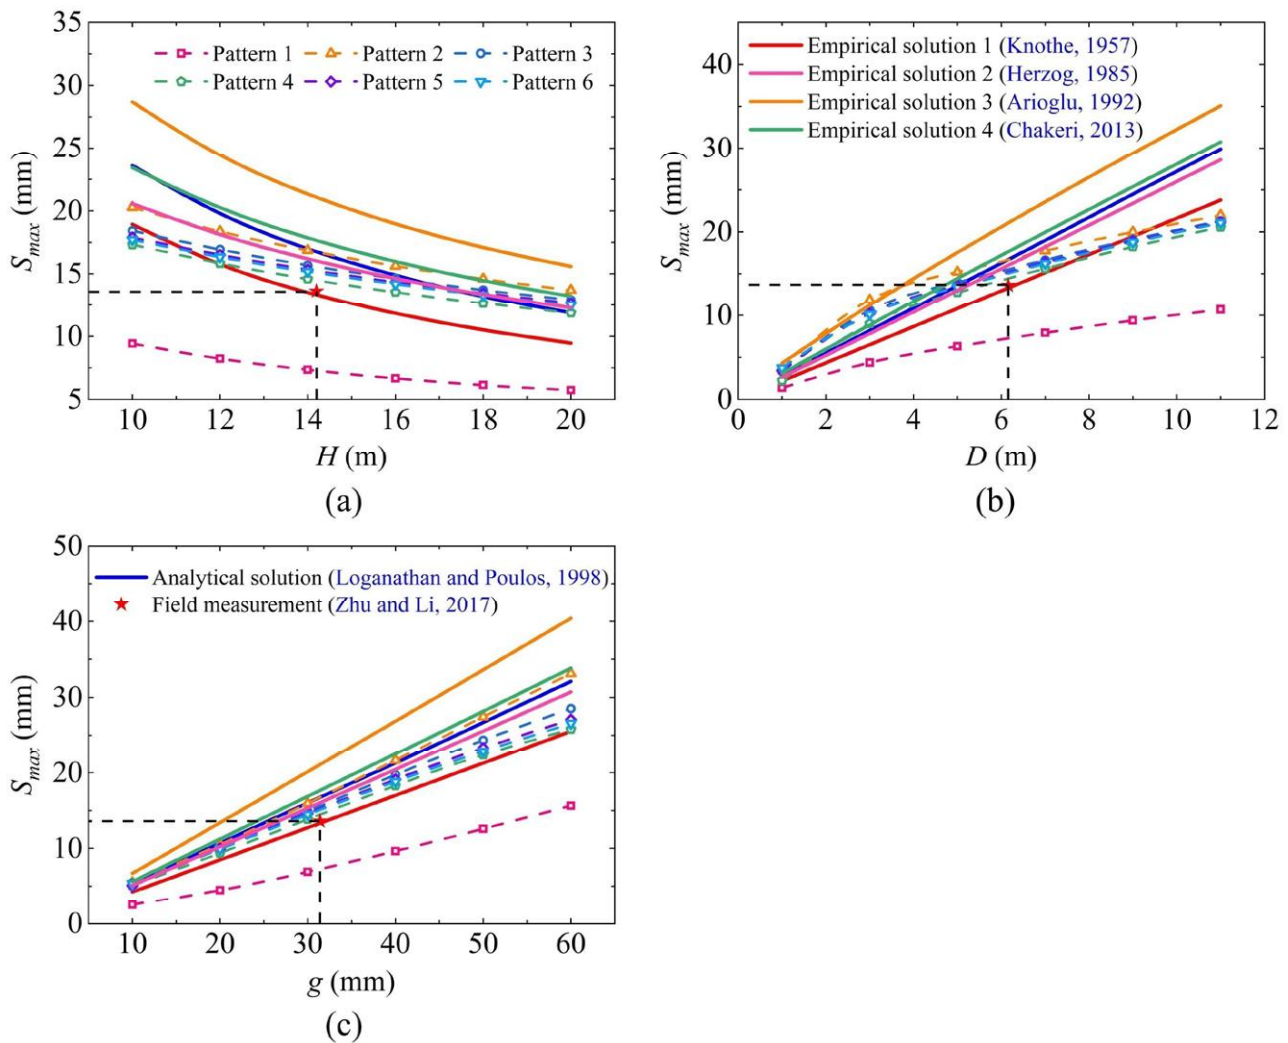 35
30
25
20
15
10
5
S_max (mm)
Pattern 1 Pattern 2 Pattern 3
Pattern 4 Pattern 5 Pattern 6
10 12 14 16 18 20
H (m)
(a)
40
30
20
10
0
S_max (mm)
Empirical solution 1 (Knothe, 1957)
Empirical solution 2 (Herzog, 1985)
Empirical solution 3 (Arioglu, 1992)
Empirical solution 4 (Chakeri, 2013)
0 2 4 6 8 10 12
D (m)
(b)
50
40
30
20
10
0
S_max (mm)
Analytical solution (Loganathan and Poulos, 1998)
Field measurement (Zhu and Li, 2017)
10 20 30 40 50 60
g (mm)
(c)